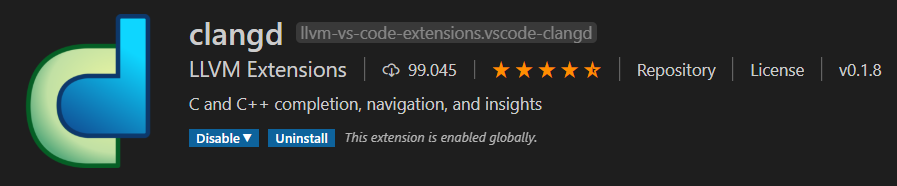 clangd llvm-vs-code-extensions.vscode-clangd
LLVM Extensions 99.045 Repository License v0.1.8
C and C++ completion, navigation, and insights
Disable Uninstall This extension is enabled globally.